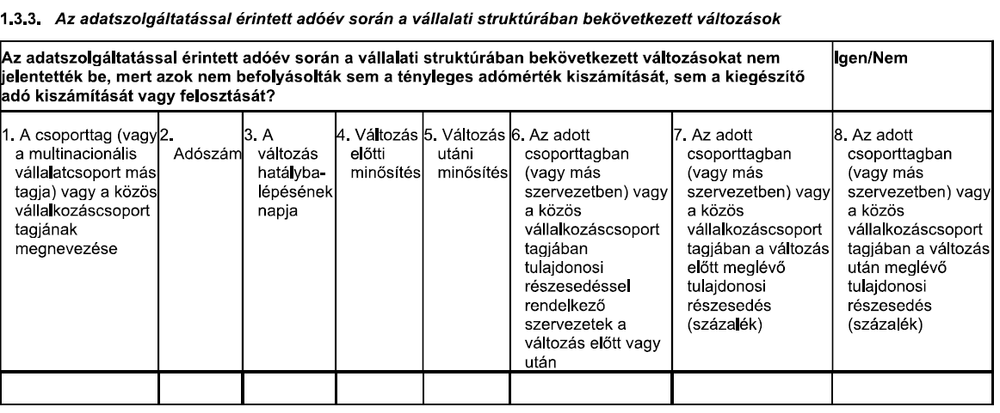 1.3.3. Az adatszolgáltatással érintett adóév során a vállalati struktúrában bekövetkezett változások
Az adatszolgáltatással érintett adóév során a vállalati struktúrában bekövetkezett változásokat nem
jelentették be, mert azok nem befolyásolták sem a tényleges adómérték kiszámítását, sem a kiegészítő
adó kiszámítását vagy felosztását?
Igen/Nem
1. A csoporttag (vagy
a multinacionális
vállalatcsoport más
tagja) vagy a közös
vállalkozáscsoport
tagjának
megnevezése
2.
Adószám
3. A
változás
hatályba-
lépésének
napja
4. Változás
előtti
minősítés
5. Változás
utáni
minősítés
6. Az adott
csoporttagban
(vagy más
szervezetben) vagy
a közös
vállalkozáscsoport
tagjában
tulajdonosi
részesedéssel
rendelkező
szervezetek a
változás előtt vagy
után
7. Az adott
csoporttagban
(vagy más
szervezetben) vagy
a közös
vállalkozáscsoport
tagjában a változás
előtt meglévő
tulajdonosi
részesedés
(százalék)
8. Az adott
csoporttagban
(vagy más
szervezetben) vagy
a közös
vállalkozáscsoport
tagjában a változás
után meglévő
tulajdonosi
részesedés
(százalék)